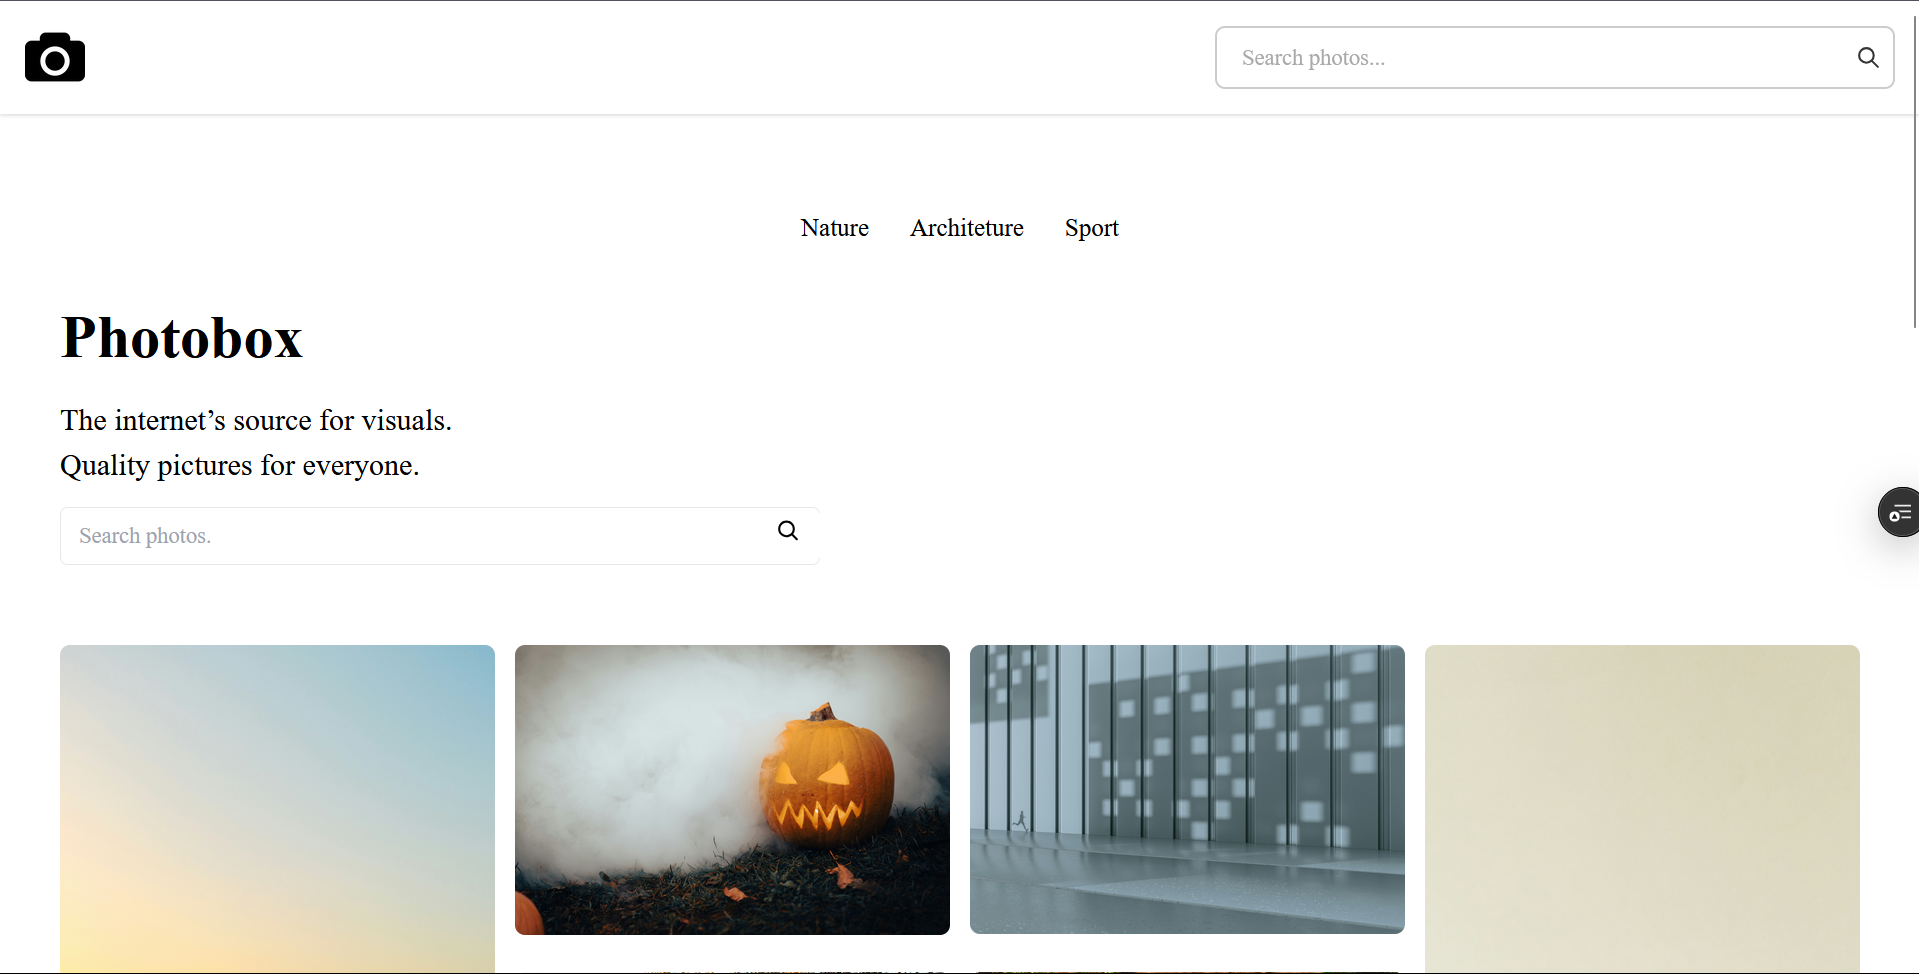 Search photos...
Nature Architeture Sport
Photobox
The internet’s source for visuals.
Quality pictures for everyone.
Search photos.